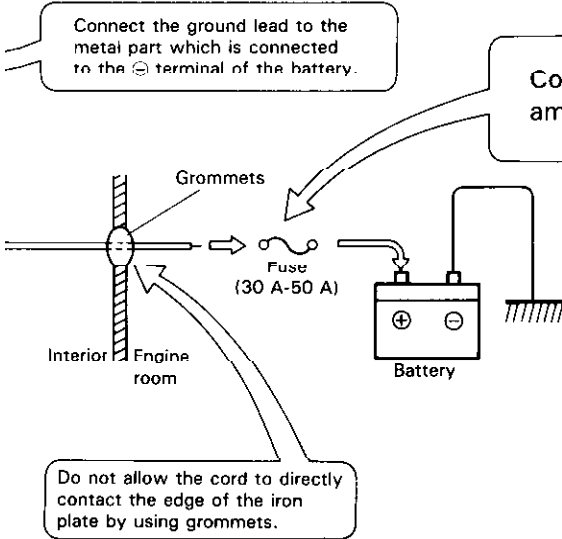 Connect the ground lead to the
metal part which is connected
to the ⊖ terminal of the battery.
Co
am
Grommets
Fuse
(30 A-50 A)
⊕ ⊖
Interior Engine
room
Battery
Do not allow the cord to directly
contact the edge of the iron
plate by using grommets.